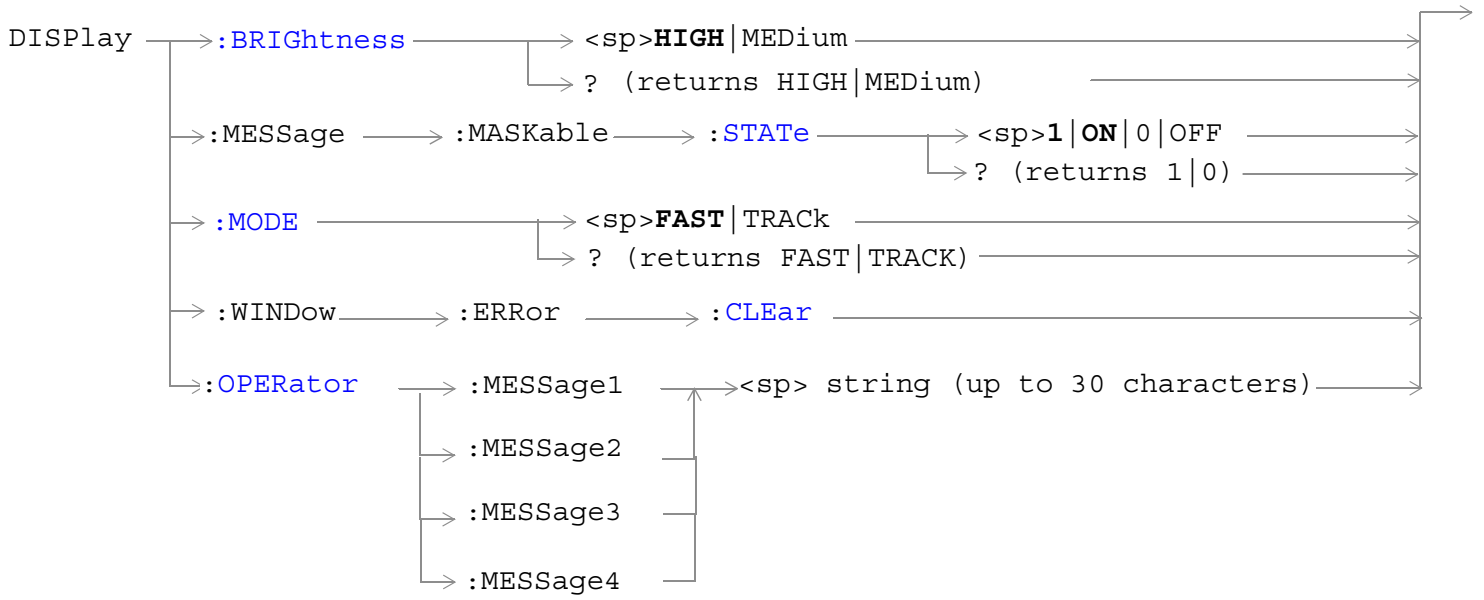 DISPlay :BRIGhtness <sp>HIGH|MEDium
? (returns HIGH|MEDium)
:MESSage :MASKable :STATe <sp>1|ON|0|OFF
? (returns 1|0)
:MODE <sp>FAST|TRACk
? (returns FAST|TRACK)
:WINDow :ERRor :CLEar
:OPERator :MESSage1 <sp> string (up to 30 characters)
:MESSage2
:MESSage3
:MESSage4